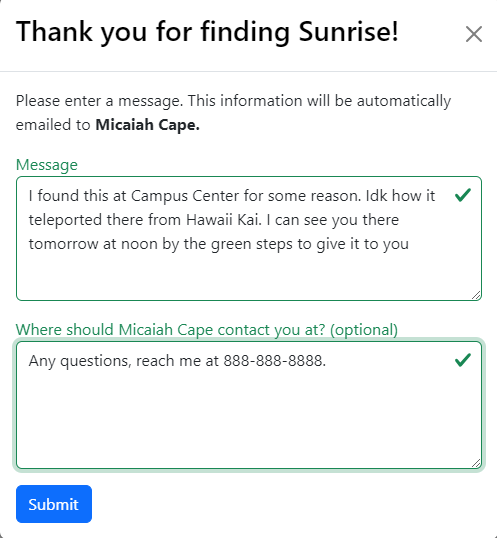 Thank you for finding Sunrise!
Please enter a message. This information will be automatically
emailed to Micaiah Cape.
Message
I found this at Campus Center for some reason. Idk how it
teleported there from Hawaii Kai. I can see you there
tomorrow at noon by the green steps to give it to you
Where should Micaiah Cape contact you at? (optional)
Any questions, reach me at 888-888-8888.
Submit